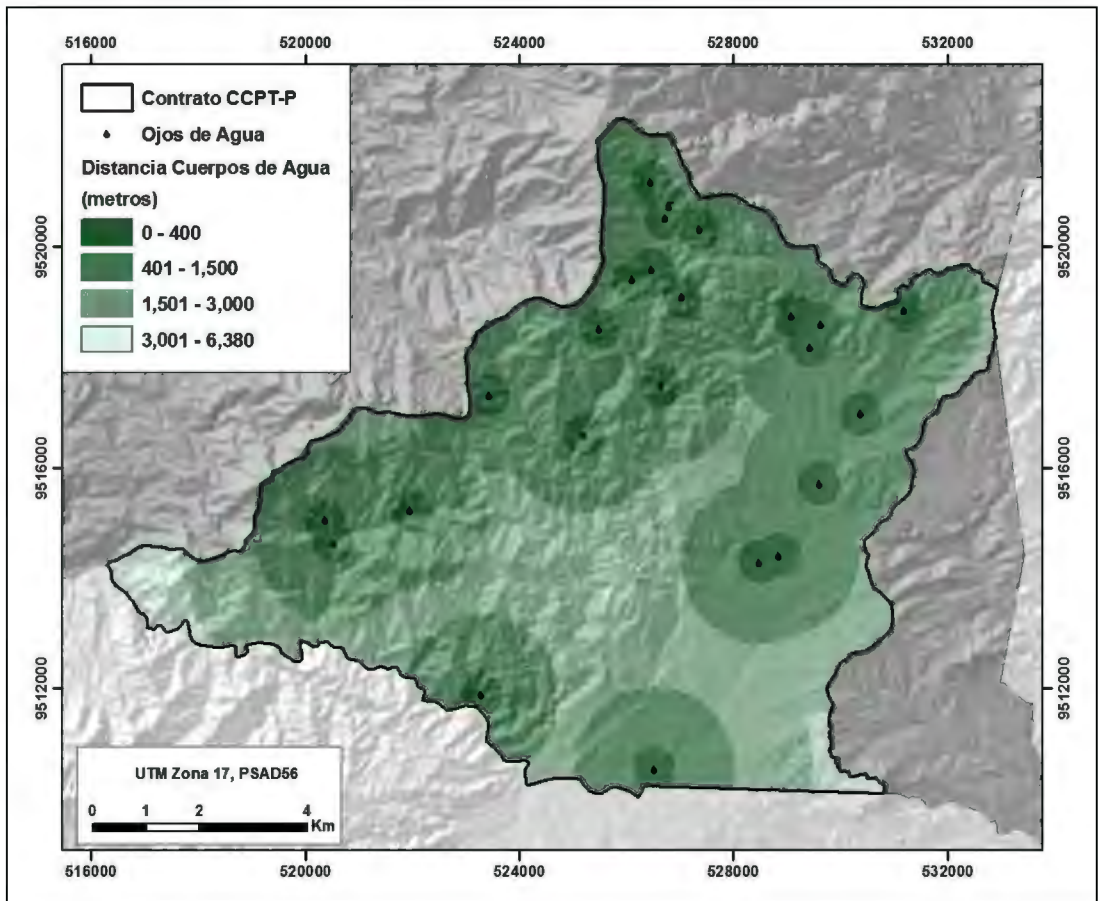 516000 520000 524000 528000 532000
Contrato CCPT-P
Ojos de Agua
Distancia Cuerpos de Agua
(metros)
0 - 400
401 - 1,500
1,501 - 3,000
3,001 - 6,380
9520000 9520000
9516000 9516000
9512000 9512000
UTM Zona 17, PSAD56
0 1 2 4
Km
516000 520000 524000 528000 532000